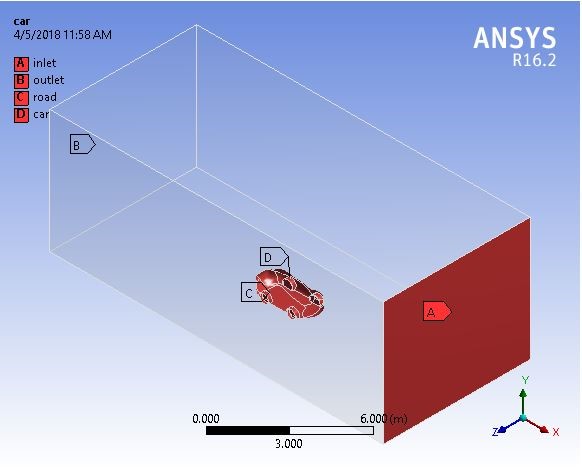 car
4/5/2018 11:58 AM
ANSYS
R16.2
A inlet
B outlet
C road
D car
B
D
C
A
0.000
6.000 (m)
3.000
Y
Z
X